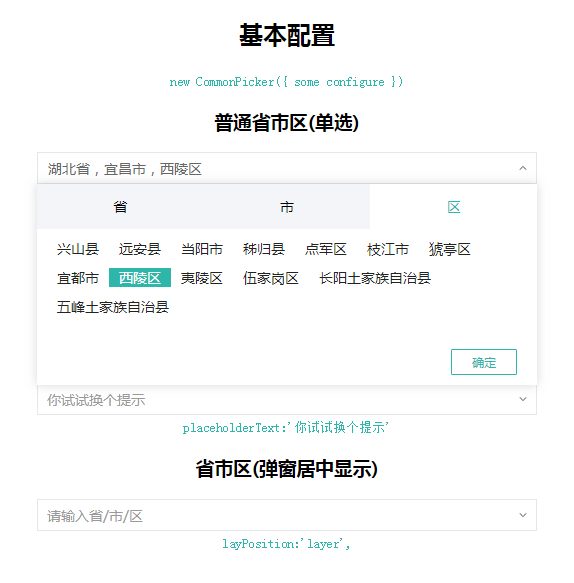 基本配置
new CommonPicker({ some configure })
普通省市区(单选)
湖北省，宜昌市，西陵区
省 市 区
兴山县 远安县 当阳市 秭归县 点军区 枝江市 猇亭区
宜都市 西陵区 夷陵区 伍家岗区 长阳土家族自治县
五峰土家族自治县
确定
你试试换个提示
placeholderText:'你试试换个提示'
省市区(弹窗居中显示)
请输入省/市/区
layPosition:'layer',